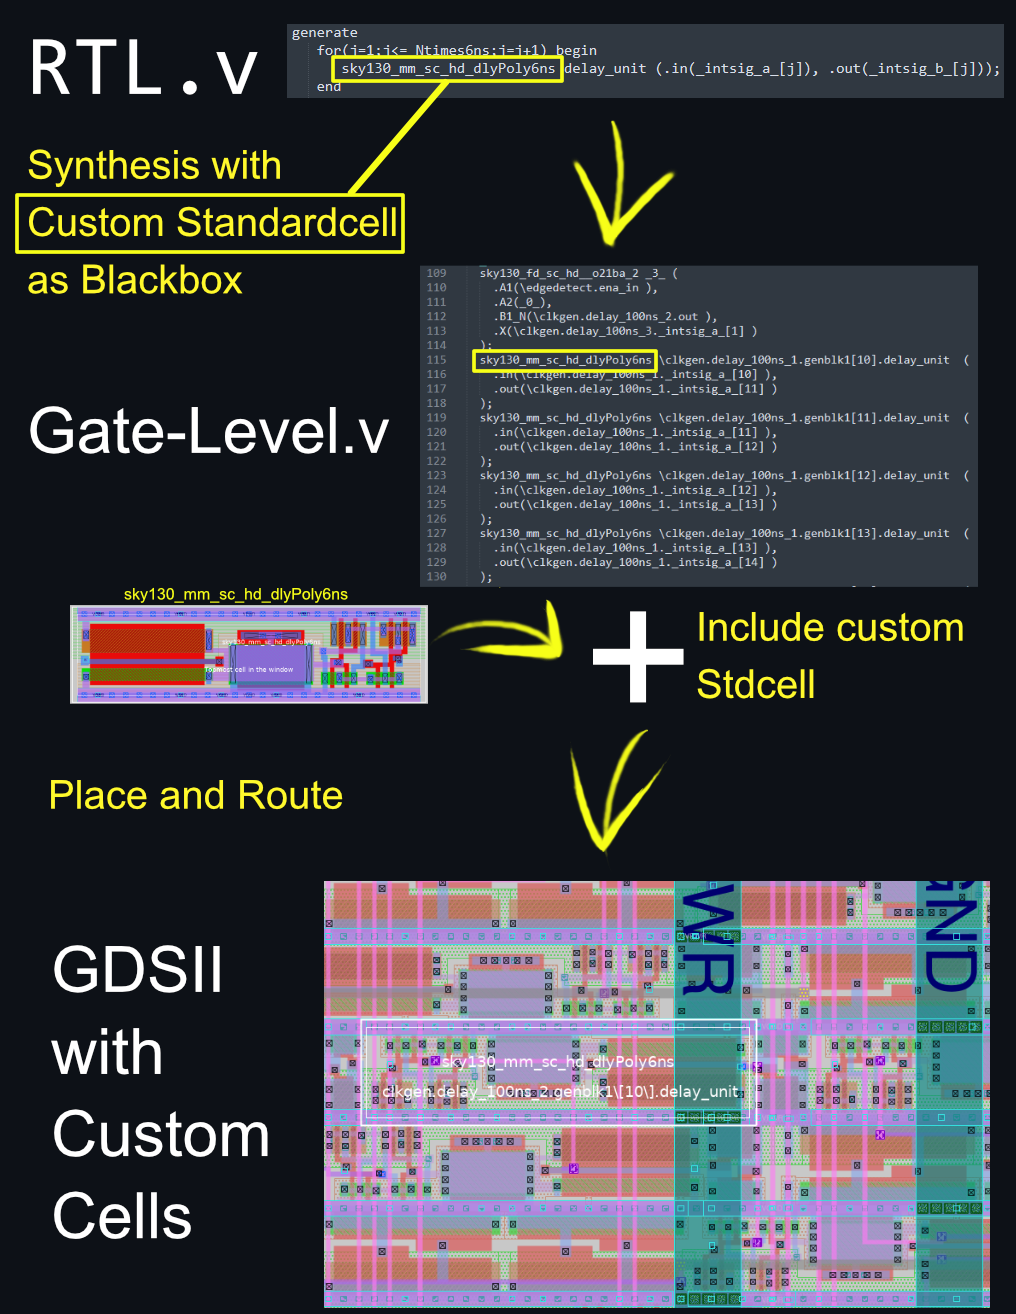 RTL.v
generate
for(j=1;j<= Ntimes6ns;j=j+1) begin
sky130_mm_sc_hd_dlyPoly6ns delay_unit (.in(_intsig_a_[j]), .out(_intsig_b_[j]));
end
Synthesis with
Custom Standardcell
as Blackbox
109 sky130_fd_sc_hd__o21ba_2 _3_ (
110 .A1(\edgedetect.ena_in ),
111 .A2(_0_),
112 .B1_N(\clkgen.delay_100ns_2.out ),
113 .X(\clkgen.delay_100ns_3._intsig_a_[1] )
114 );
115 sky130_mm_sc_hd_dlyPoly6ns \clkgen.delay_100ns_1.genblk1[10].delay_unit (
116 .in(\clkgen.delay_100ns_1._intsig_a_[10] ),
117 .out(\clkgen.delay_100ns_1._intsig_a_[11] )
118 );
119 sky130_mm_sc_hd_dlyPoly6ns \clkgen.delay_100ns_1.genblk1[11].delay_unit (
120 .in(\clkgen.delay_100ns_1._intsig_a_[11] ),
121 .out(\clkgen.delay_100ns_1._intsig_a_[12] )
122 );
123 sky130_mm_sc_hd_dlyPoly6ns \clkgen.delay_100ns_1.genblk1[12].delay_unit (
124 .in(\clkgen.delay_100ns_1._intsig_a_[12] ),
125 .out(\clkgen.delay_100ns_1._intsig_a_[13] )
126 );
127 sky130_mm_sc_hd_dlyPoly6ns \clkgen.delay_100ns_1.genblk1[13].delay_unit (
128 .in(\clkgen.delay_100ns_1._intsig_a_[13] ),
129 .out(\clkgen.delay_100ns_1._intsig_a_[14] )
130 );
Gate-Level.v
sky130_mm_sc_hd_dlyPoly6ns
sky130_mm_sc_hd_dlyPoly6ns
Topmost cell in the window
Include custom
Stdcell
Place and Route
GDSII
with
Custom
Cells
WR
GND
sky130_mm_sc_hd_dlyPoly6ns
clkgen.delay_100ns_2.genblk1\[10\].delay_unit